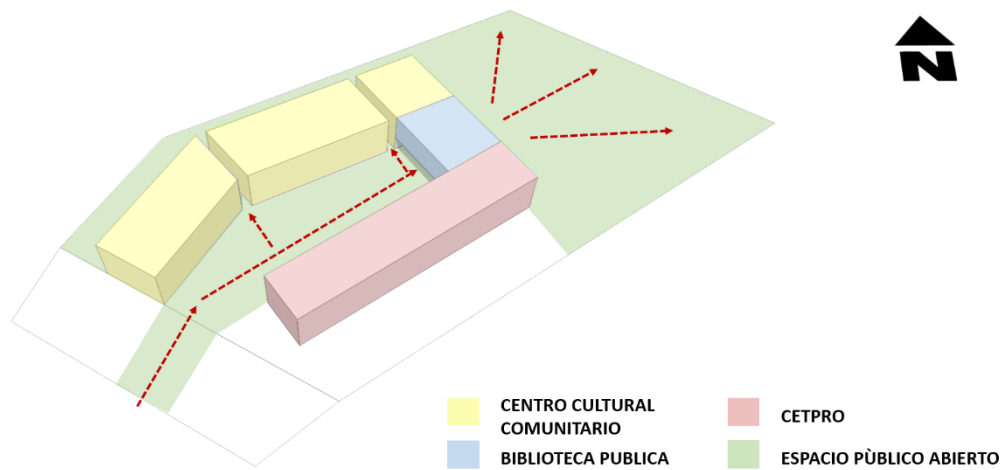 N
CENTRO CULTURAL
COMUNITARIO
CETPRO
BIBLIOTECA PUBLICA
ESPACIO PÙBLICO ABIERTO